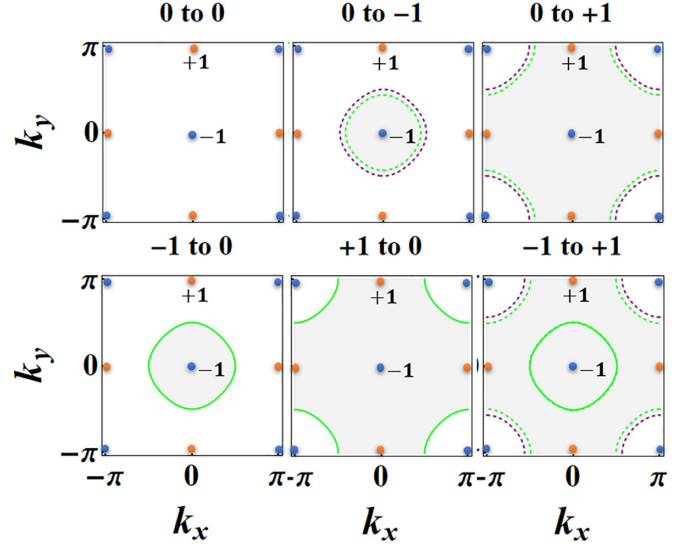 0 to 0 0 to −1 0 to +1
π +1 +1 +1
k_y 0 −1 −1 −1
−π
−1 to 0 +1 to 0 −1 to +1
π +1 +1 +1
k_y 0 −1 −1 −1
−π
−π 0 π -π 0 π -π 0 π
k_x k_x k_x